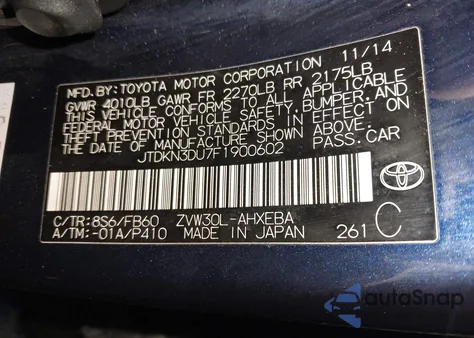 MFD. BY: TOYOTA MOTOR CORPORATION 11/14
GVWR 4010LB GAWR FR 2270LB RR 2175LB
THIS VEHICLE CONFORMS TO ALL APPLICABLE
FEDERAL MOTOR VEHICLE SAFETY, BUMPER, AND
THEFT PREVENTION STANDARDS IN EFFECT ON
THE DATE OF MANUFACTURE SHOWN ABOVE.
JTDKN3DU7F1900602 PASS. CAR
TOYOTA
C/TR: 8S6/FB60 ZVW30L-AHXEBA
A/TM: -01A/P410 MADE IN JAPAN 261 C
autoSnap